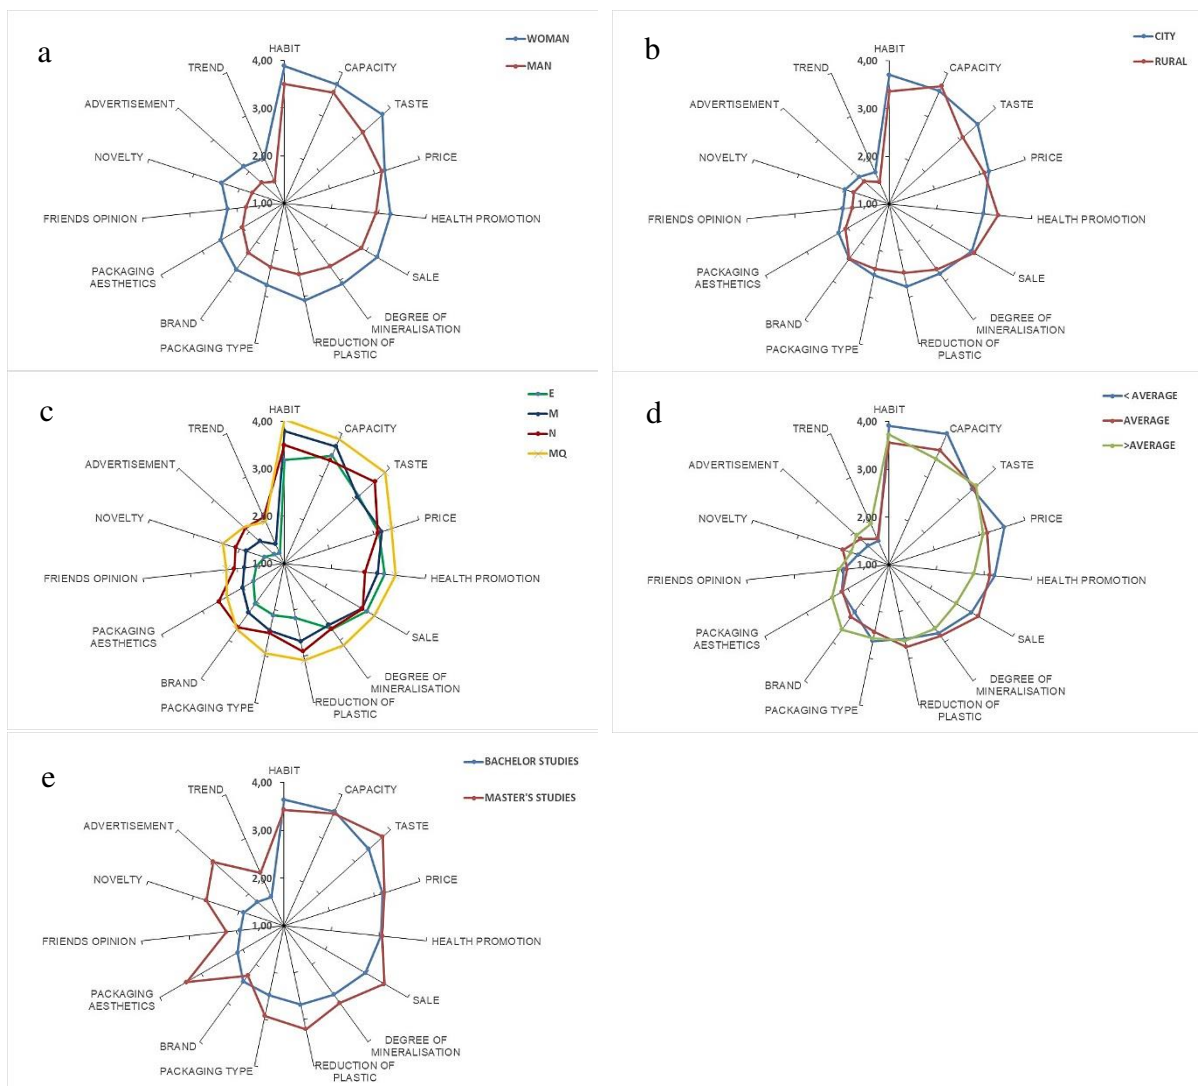 a
WOMAN
MAN
HABIT
CAPACITY
TASTE
PRICE
HEALTH PROMOTION
SALE
DEGREE OF
MINERALISATION
REDUCTION OF
PLASTIC
PACKAGING TYPE
BRAND
PACKAGING
AESTHETICS
FRIENDS OPINION
NOVELTY
ADVERTISEMENT
TREND
4,00
3,00
2,00
1,00
b
CITY
RURAL
HABIT
CAPACITY
TASTE
PRICE
HEALTH PROMOTION
SALE
DEGREE OF
MINERALISATION
REDUCTION OF
PLASTIC
PACKAGING TYPE
BRAND
PACKAGING
AESTHETICS
FRIENDS OPINION
NOVELTY
ADVERTISEMENT
TREND
4,00
3,00
2,00
1,00
c
E
M
N
MQ
HABIT
CAPACITY
TASTE
PRICE
HEALTH PROMOTION
SALE
DEGREE OF
MINERALISATION
REDUCTION OF
PLASTIC
PACKAGING TYPE
BRAND
PACKAGING
AESTHETICS
FRIENDS OPINION
NOVELTY
ADVERTISEMENT
TREND
4,00
3,00
2,00
1,00
d
< AVERAGE
AVERAGE
>AVERAGE
HABIT
CAPACITY
TASTE
PRICE
HEALTH PROMOTION
SALE
DEGREE OF
MINERALISATION
REDUCTION OF
PLASTIC
PACKAGING TYPE
BRAND
PACKAGING
AESTHETICS
FRIENDS OPINION
NOVELTY
ADVERTISEMENT
TREND
4,00
3,00
2,00
1,00
e
BACHELOR STUDIES
MASTER'S STUDIES
HABIT
CAPACITY
TASTE
PRICE
HEALTH PROMOTION
SALE
DEGREE OF
MINERALISATION
REDUCTION OF
PLASTIC
PACKAGING TYPE
BRAND
PACKAGING
AESTHETICS
FRIENDS OPINION
NOVELTY
ADVERTISEMENT
TREND
4,00
3,00
2,00
1,00